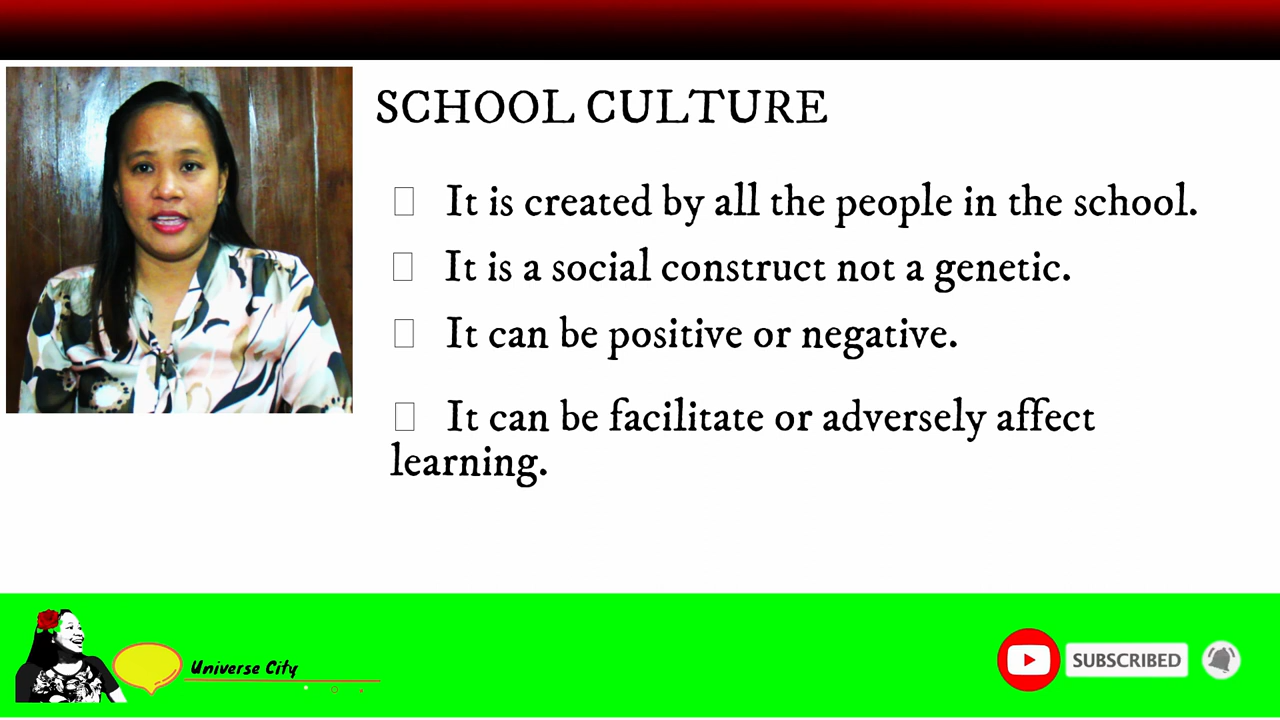 SCHOOL CULTURE
It is created by all the people in the school.
It is a social construct not a genetic.
It can be positive or negative.
It can be facilitate or adversely affect
learning.
Universe City
SUBSCRIBED